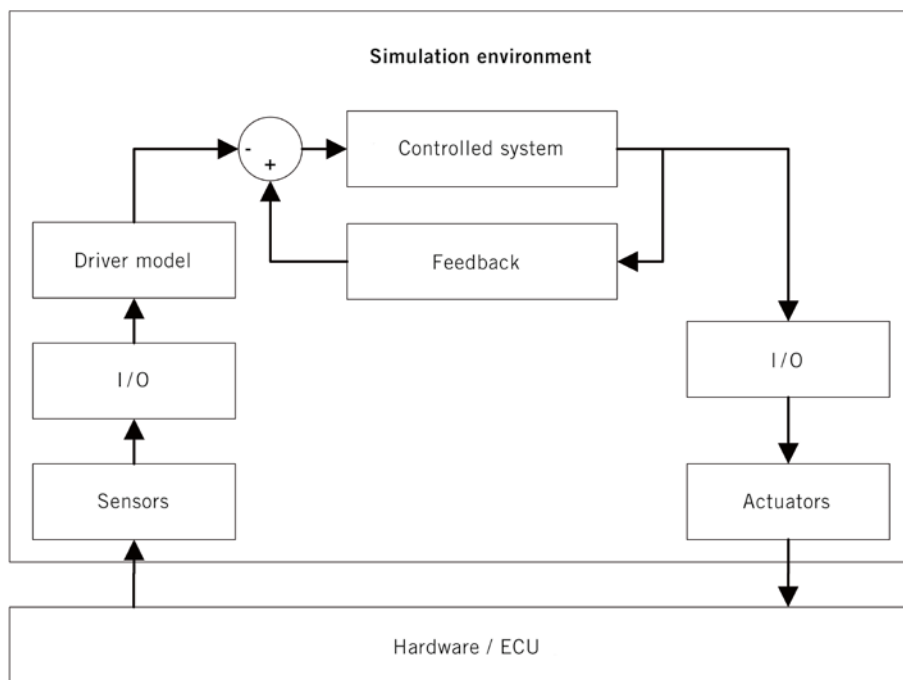 Simulation environment
Controlled system
-
+
Driver model
Feedback
I/O
I/O
Sensors
Actuators
Hardware / ECU